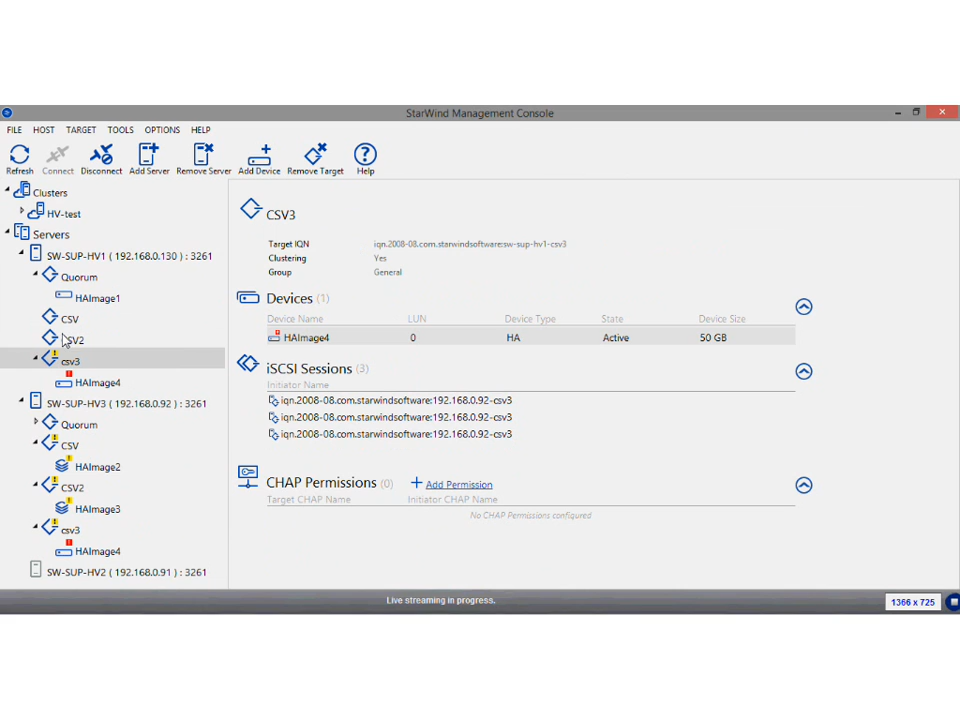 StarWind Management Console
FILE HOST TARGET TOOLS OPTIONS HELP
Refresh Connect Disconnect Add Server Remove Server Add Device Remove Target Help
Clusters
HV-test
Servers
SW-SUP-HV1 ( 192.168.0.130 ) : 3261
Quorum
HAImage1
CSV
CSV2
csv3
HAImage4
SW-SUP-HV3 ( 192.168.0.92 ) : 3261
Quorum
CSV
HAImage2
CSV2
HAImage3
csv3
HAImage4
SW-SUP-HV2 ( 192.168.0.91 ) : 3261
CSV3
Target IQN iqn.2008-08.com.starwindsoftware:sw-sup-hv1-csv3
Clustering Yes
Group General
Devices (1)
Device Name LUN Device Type State Device Size
HAImage4 0 HA Active 50 GB
iSCSI Sessions (3)
Initiator Name
iqn.2008-08.com.starwindsoftware:192.168.0.92-csv3
iqn.2008-08.com.starwindsoftware:192.168.0.92-csv3
iqn.2008-08.com.starwindsoftware:192.168.0.92-csv3
CHAP Permissions (0) Add Permission
Target CHAP Name Initiator CHAP Name
No CHAP Permissions configured
Live streaming in progress.
1366 x 725